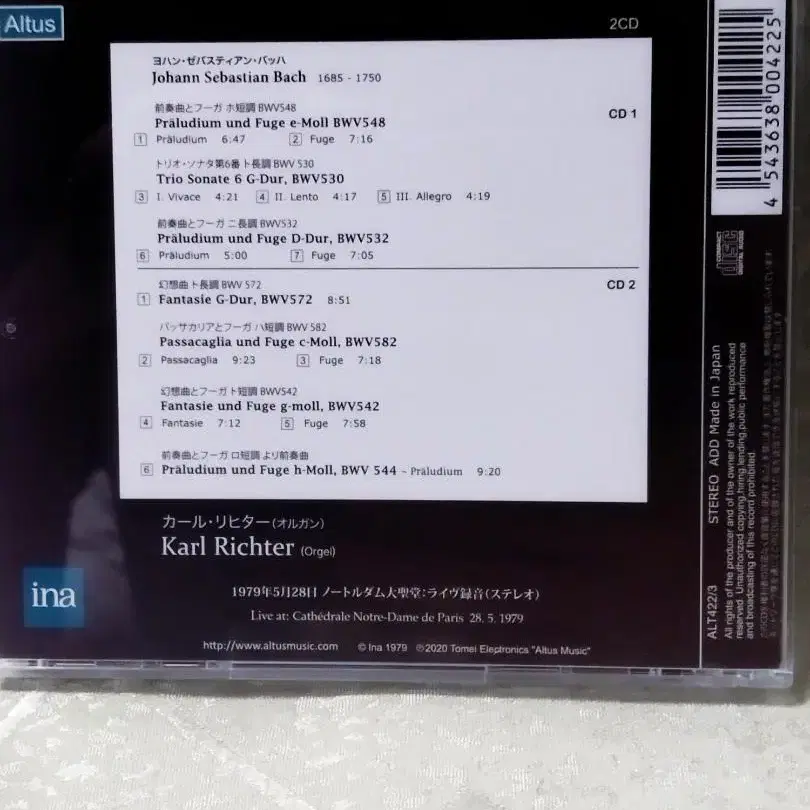 Altus
2CD
ヨハン・ゼバスティアン・バッハ
Johann Sebastian Bach 1685 - 1750
CD 1
前奏曲とフーガ ホ短調 BWV548
Präludium und Fuge e-Moll BWV548
1 Präludium 6:47 2 Fuge 7:16
トリオ・ソナタ第6番 ト長調 BWV 530
Trio Sonate 6 G-Dur, BWV530
3 I. Vivace 4:21 4 II. Lento 4:17 5 III. Allegro 4:19
前奏曲とフーガ ニ長調 BWV532
Präludium und Fuge D-Dur, BWV532
6 Präludium 5:00 7 Fuge 7:05
CD 2
幻想曲 ト長調 BWV 572
Fantasie G-Dur, BWV572 8:51
1
パッサカリアとフーガ ハ短調 BWV 582
Passacaglia und Fuge c-Moll, BWV582
2 Passacaglia 9:23 3 Fuge 7:18
幻想曲とフーガ ト短調 BWV542
Fantasie und Fuge g-moll, BWV542
4 Fantasie 7:12 5 Fuge 7:58
前奏曲とフーガ ロ短調 より前奏曲
6 Präludium und Fuge h-Moll, BWV 544 – Präludium 9:20
カール・リヒター(オルガン)
Karl Richter (Orgel)
ina
1979年5月28日 ノートルダム大聖堂:ライヴ録音(ステレオ)
Live at: Cathédrale Notre-Dame de Paris 28. 5. 1979
http://www.altusmusic.com © Ina 1979 ℗2020 Tomei Eleptronics "Altus Music"
4 543638 004225
COMPACT
disc
DIGITAL AUDIO
ALT422/3 STEREO ADD Made in Japan
All rights of the producer and of the owner of the work reproduced
reserved. Unauthorized copying,hiring,lending,public performance
and broadcasting of this record prohibited.